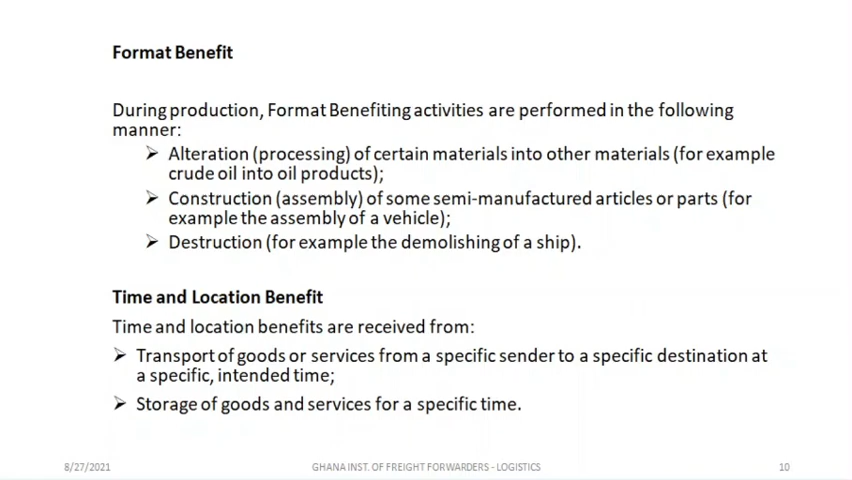 Format Benefit
During production, Format Benefiting activities are performed in the following
manner:
➢ Alteration (processing) of certain materials into other materials (for example
crude oil into oil products);
➢ Construction (assembly) of some semi-manufactured articles or parts (for
example the assembly of a vehicle);
➢ Destruction (for example the demolishing of a ship).
Time and Location Benefit
Time and location benefits are received from:
➢ Transport of goods or services from a specific sender to a specific destination at
a specific, intended time;
➢ Storage of goods and services for a specific time.
8/27/2021 GHANA INST. OF FREIGHT FORWARDERS - LOGISTICS 10